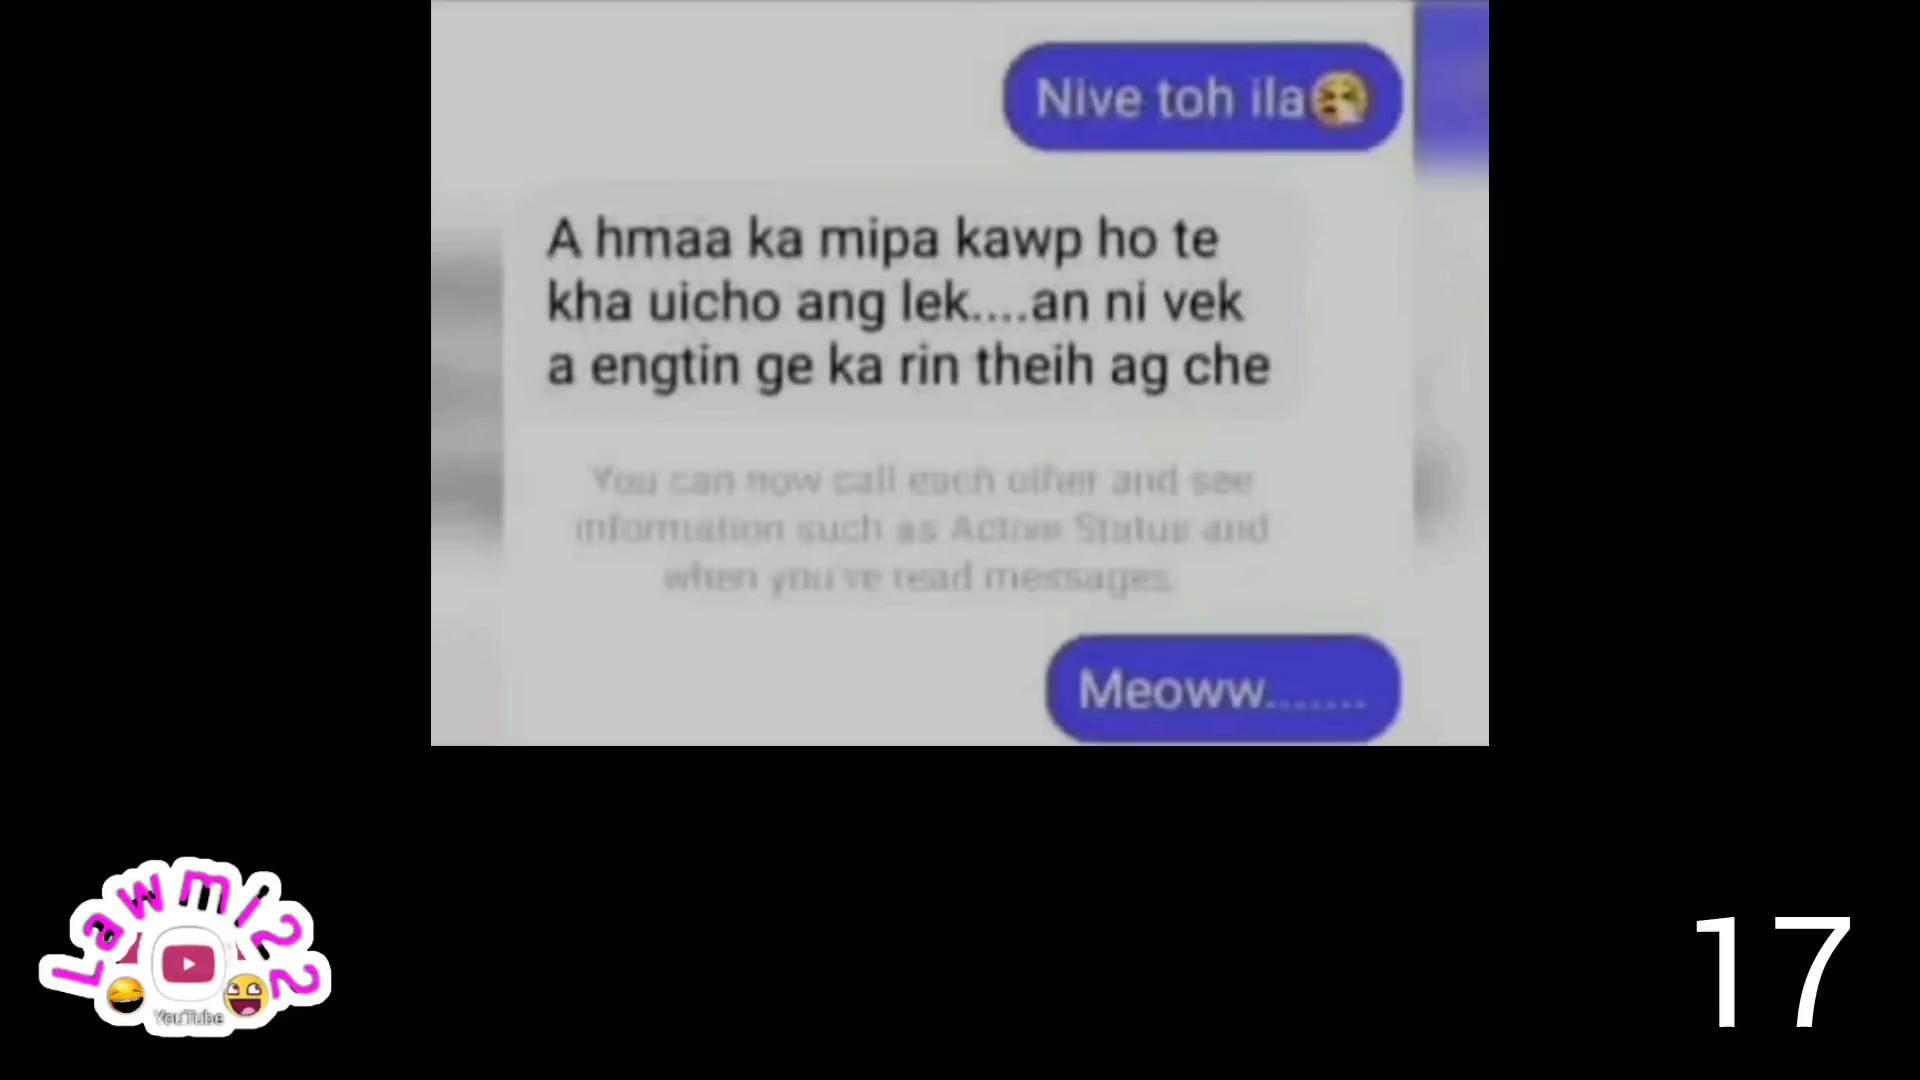 Nive toh ila🤧
A hmaa ka mipa kawp ho te
kha uicho ang lek....an ni vek
a engtin ge ka rin theih ag che
You can now call each other and see
information such as Active Status and
when you've read messages.
Meoww.......
Lawmi22
YouTube
17